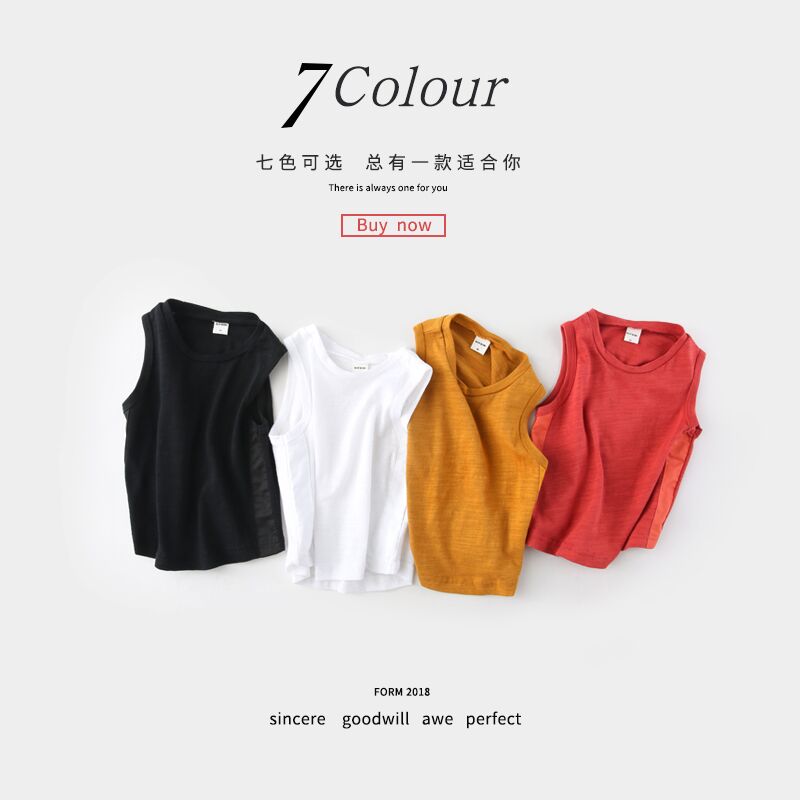 7Colour
七色可选 总有一款适合你
There is always one for you
Buy now
FORM 2018
sincere goodwill awe perfect